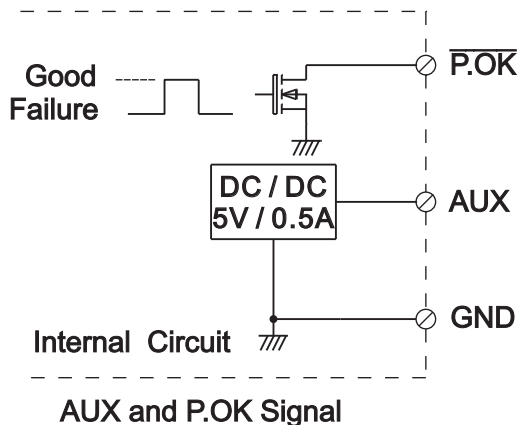 Good
Failure
P.OK
DC / DC
5V / 0.5A
AUX
GND
Internal Circuit
AUX and P.OK Signal